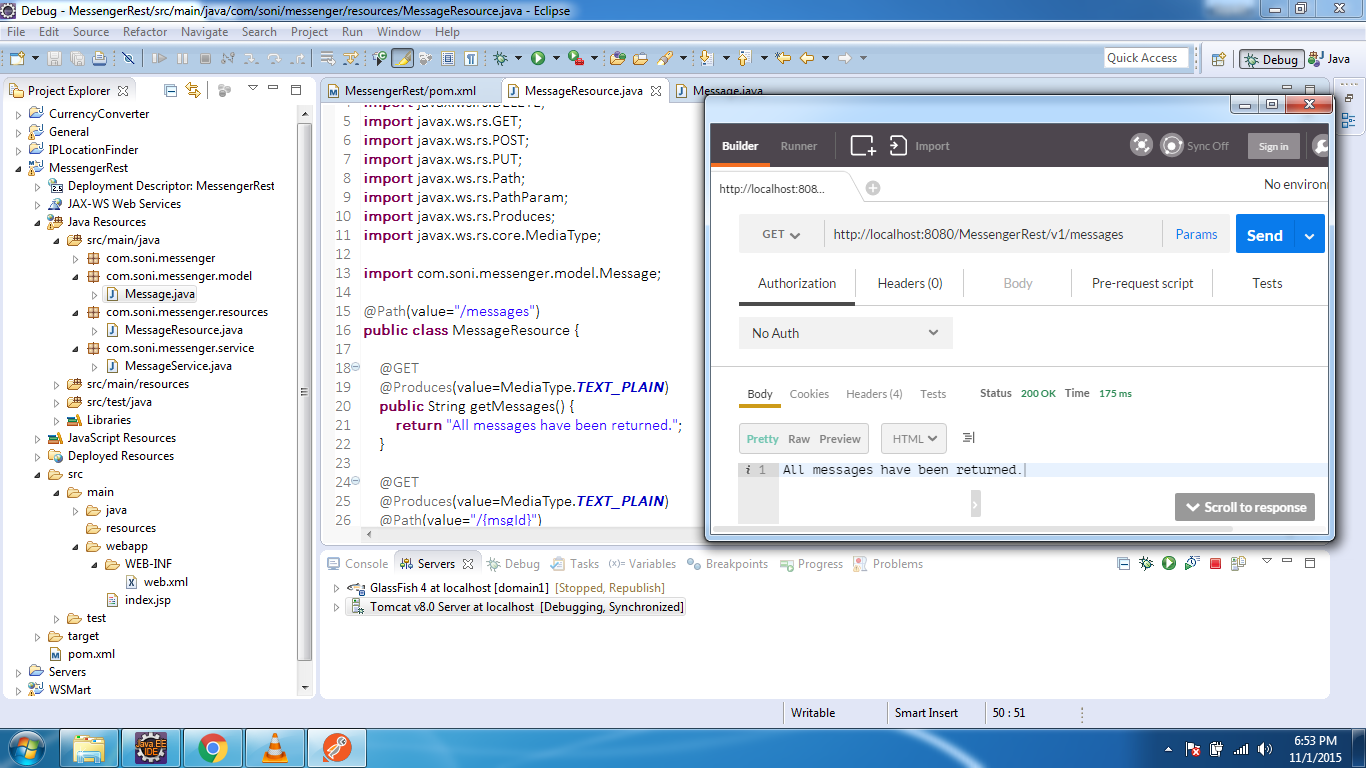 Debug - MessengerRest/src/main/java/com/soni/messenger/resources/MessageResource.java - Eclipse
File Edit Source Refactor Navigate Search Project Run Window Help
Quick Access
Debug
Java
Project Explorer
CurrencyConverter
General
IPLocationFinder
MessengerRest
Deployment Descriptor: MessengerRest
JAX-WS Web Services
Java Resources
src/main/java
com.soni.messenger
com.soni.messenger.model
Message.java
com.soni.messenger.resources
MessageResource.java
com.soni.messenger.service
MessageService.java
src/main/resources
src/test/java
Libraries
JavaScript Resources
Deployed Resources
src
main
java
resources
webapp
WEB-INF
web.xml
index.jsp
test
target
pom.xml
Servers
WSMart
MessengerRest/pom.xml
MessageResource.java
Message.java
4 import javax.ws.rs.DELETE;
5 import javax.ws.rs.GET;
6 import javax.ws.rs.POST;
7 import javax.ws.rs.PUT;
8 import javax.ws.rs.Path;
9 import javax.ws.rs.PathParam;
10 import javax.ws.rs.Produces;
11 import javax.ws.rs.core.MediaType;
12
13 import com.soni.messenger.model.Message;
14
15 @Path(value="/messages")
16 public class MessageResource {
17
18 @GET
19 @Produces(value=MediaType.TEXT_PLAIN)
20 public String getMessages() {
21 return "All messages have been returned.";
22 }
23
24 @GET
25 @Produces(value=MediaType.TEXT_PLAIN)
26 @Path(value="/{msgId}")
Builder
Runner
Import
Sync Off
Sign in
http://localhost:808...
No environ
GET
http://localhost:8080/MessengerRest/v1/messages
Params
Send
Authorization
Headers (0)
Body
Pre-request script
Tests
No Auth
Body
Cookies
Headers (4)
Tests
Status 200 OK Time 175 ms
Pretty Raw Preview
HTML
i 1 All messages have been returned.
Scroll to response
Console
Servers
Debug
Tasks
(x)= Variables
Breakpoints
Progress
Problems
GlassFish 4 at localhost [domain1] [Stopped, Republish]
Tomcat v8.0 Server at localhost [Debugging, Synchronized]
Writable
Smart Insert
50 : 51
Java EE
IDE
6:53 PM
11/1/2015